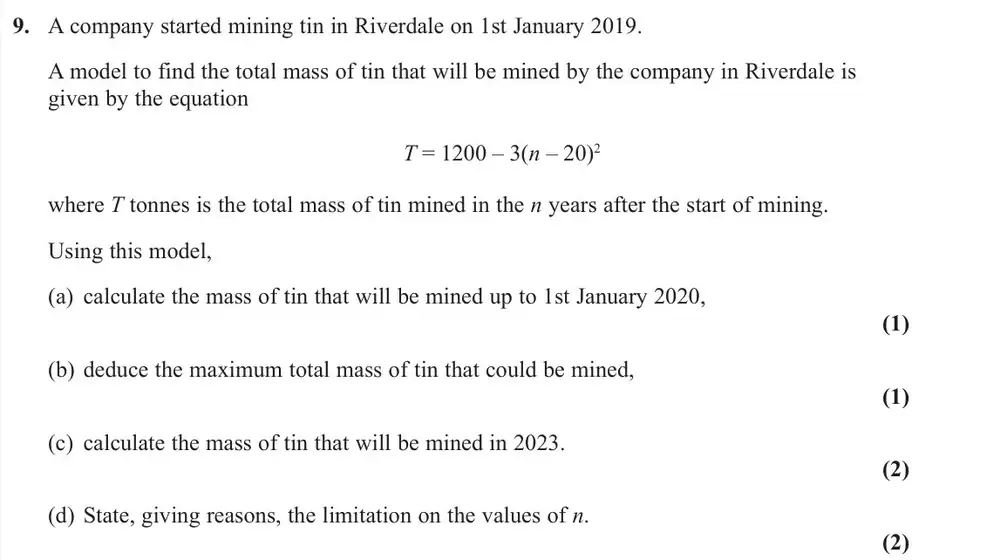 9. A company started mining tin in Riverdale on 1st January 2019.
A model to find the total mass of tin that will be mined by the company in Riverdale is
given by the equation
T = 1200 – 3(n – 20)²
where T tonnes is the total mass of tin mined in the n years after the start of mining.
Using this model,
(a) calculate the mass of tin that will be mined up to 1st January 2020,
(1)
(b) deduce the maximum total mass of tin that could be mined,
(1)
(c) calculate the mass of tin that will be mined in 2023.
(2)
(d) State, giving reasons, the limitation on the values of n.
(2)